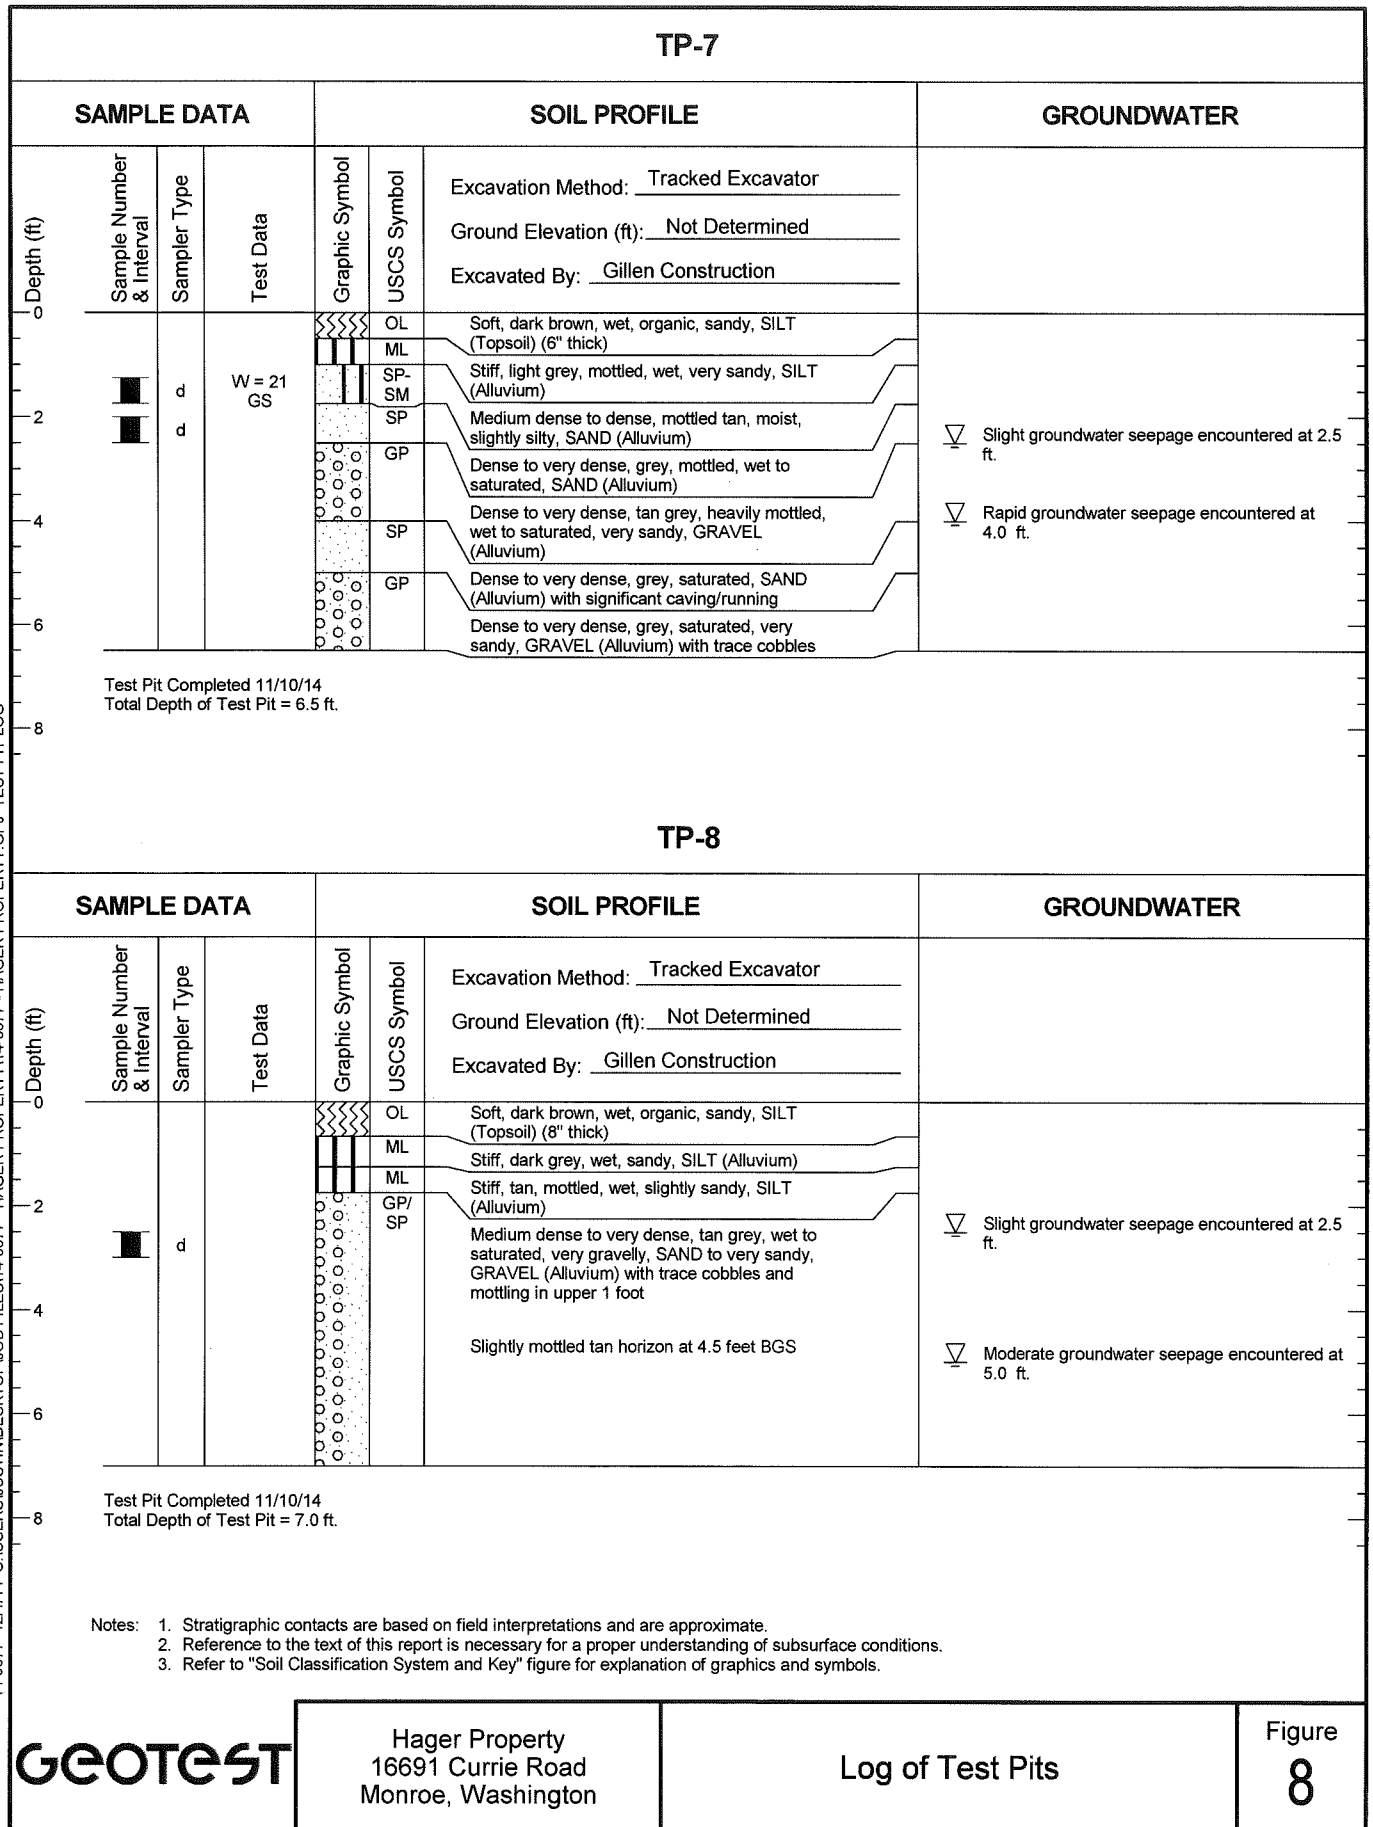 TP-7
SAMPLE DATA
SOIL PROFILE
GROUNDWATER
Depth (ft)
Sample Number
& Interval
Sampler Type
Test Data
Graphic Symbol
USCS Symbol
Excavation Method: Tracked Excavator
Ground Elevation (ft): Not Determined
Excavated By: Gillen Construction
0
2
4
6
8
d
d
W = 21
GS
OL
ML
SP-
SM
SP
GP
SP
GP
Soft, dark brown, wet, organic, sandy, SILT
(Topsoil) (6" thick)
Stiff, light grey, mottled, wet, very sandy, SILT
(Alluvium)
Medium dense to dense, mottled tan, moist,
slightly silty, SAND (Alluvium)
Dense to very dense, grey, mottled, wet to
saturated, SAND (Alluvium)
Dense to very dense, tan grey, heavily mottled,
wet to saturated, very sandy, GRAVEL
(Alluvium)
Dense to very dense, grey, saturated, SAND
(Alluvium) with significant caving/running
Dense to very dense, grey, saturated, very
sandy, GRAVEL (Alluvium) with trace cobbles
Slight groundwater seepage encountered at 2.5
ft.
Rapid groundwater seepage encountered at
4.0 ft.
Test Pit Completed 11/10/14
Total Depth of Test Pit = 6.5 ft.
TP-8
SAMPLE DATA
SOIL PROFILE
GROUNDWATER
Depth (ft)
Sample Number
& Interval
Sampler Type
Test Data
Graphic Symbol
USCS Symbol
Excavation Method: Tracked Excavator
Ground Elevation (ft): Not Determined
Excavated By: Gillen Construction
0
2
4
6
8
d
OL
ML
ML
GP/
SP
Soft, dark brown, wet, organic, sandy, SILT
(Topsoil) (8" thick)
Stiff, dark grey, wet, sandy, SILT (Alluvium)
Stiff, tan, mottled, wet, slightly sandy, SILT
(Alluvium)
Medium dense to very dense, tan grey, wet to
saturated, very gravelly, SAND to very sandy,
GRAVEL (Alluvium) with trace cobbles and
mottling in upper 1 foot
Slightly mottled tan horizon at 4.5 feet BGS
Slight groundwater seepage encountered at 2.5
ft.
Moderate groundwater seepage encountered at
5.0 ft.
Test Pit Completed 11/10/14
Total Depth of Test Pit = 7.0 ft.
Notes: 1. Stratigraphic contacts are based on field interpretations and are approximate.
2. Reference to the text of this report is necessary for a proper understanding of subsurface conditions.
3. Refer to "Soil Classification System and Key" figure for explanation of graphics and symbols.
GEOTEST
Hager Property
16691 Currie Road
Monroe, Washington
Log of Test Pits
Figure
8